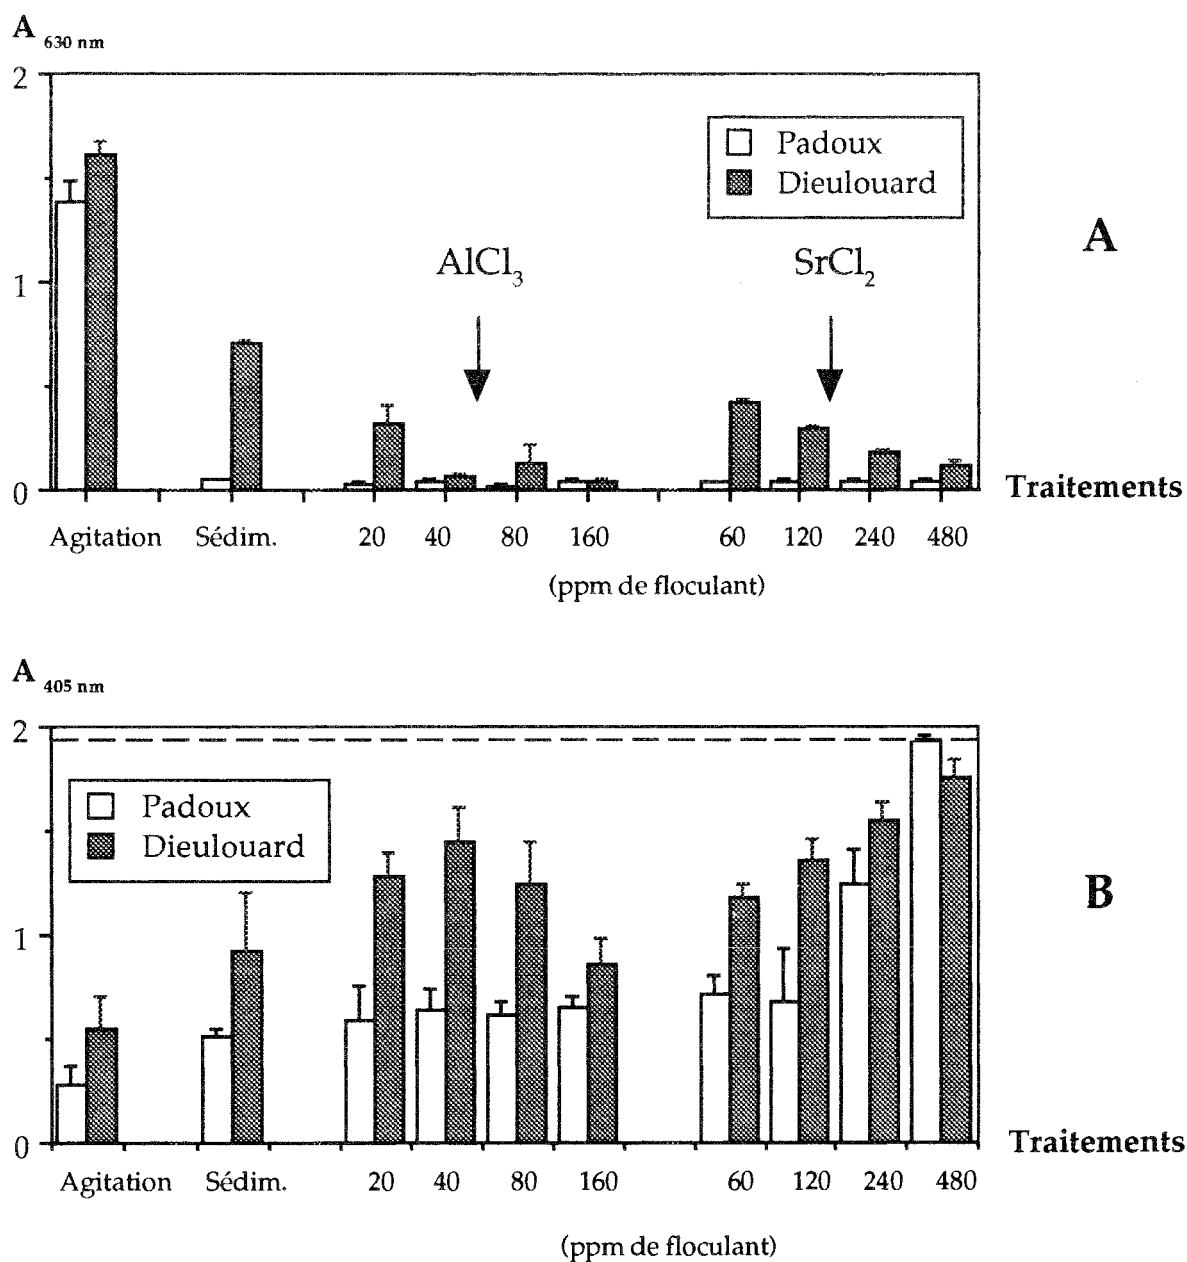 A 630 nm
2
Padoux
Dieulouard
A
AlCl3
SrCl2
1
0
Traitements
Agitation Sédim. 20 40 80 160 60 120 240 480
(ppm de floculant)
A 405 nm
2
Padoux
Dieulouard
B
1
0
Traitements
Agitation Sédim. 20 40 80 160 60 120 240 480
(ppm de floculant)